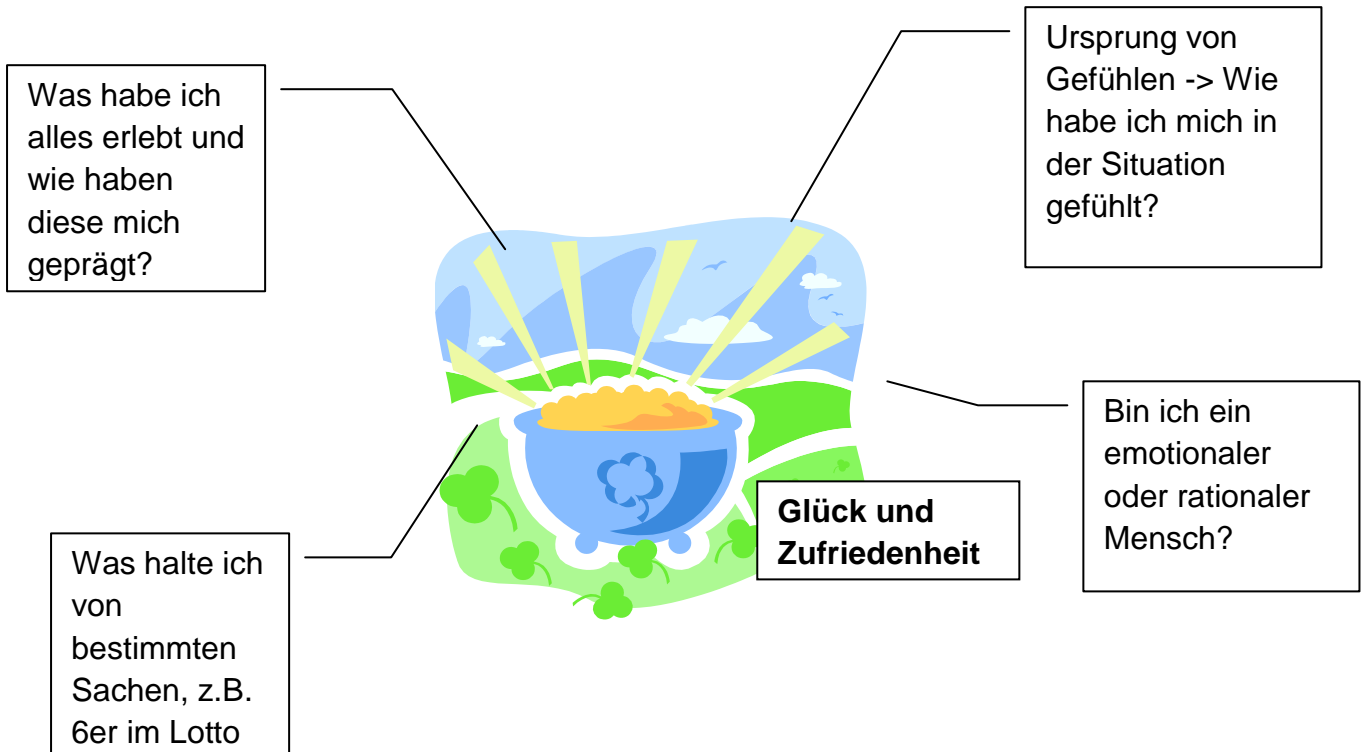 Was habe ich
alles erlebt und
wie haben
diese mich
geprägt?
Ursprung von
Gefühlen -> Wie
habe ich mich in
der Situation
gefühlt?
Bin ich ein
emotionaler
oder rationaler
Mensch?
Glück und
Zufriedenheit
Was halte ich
von
bestimmten
Sachen, z.B.
6er im Lotto